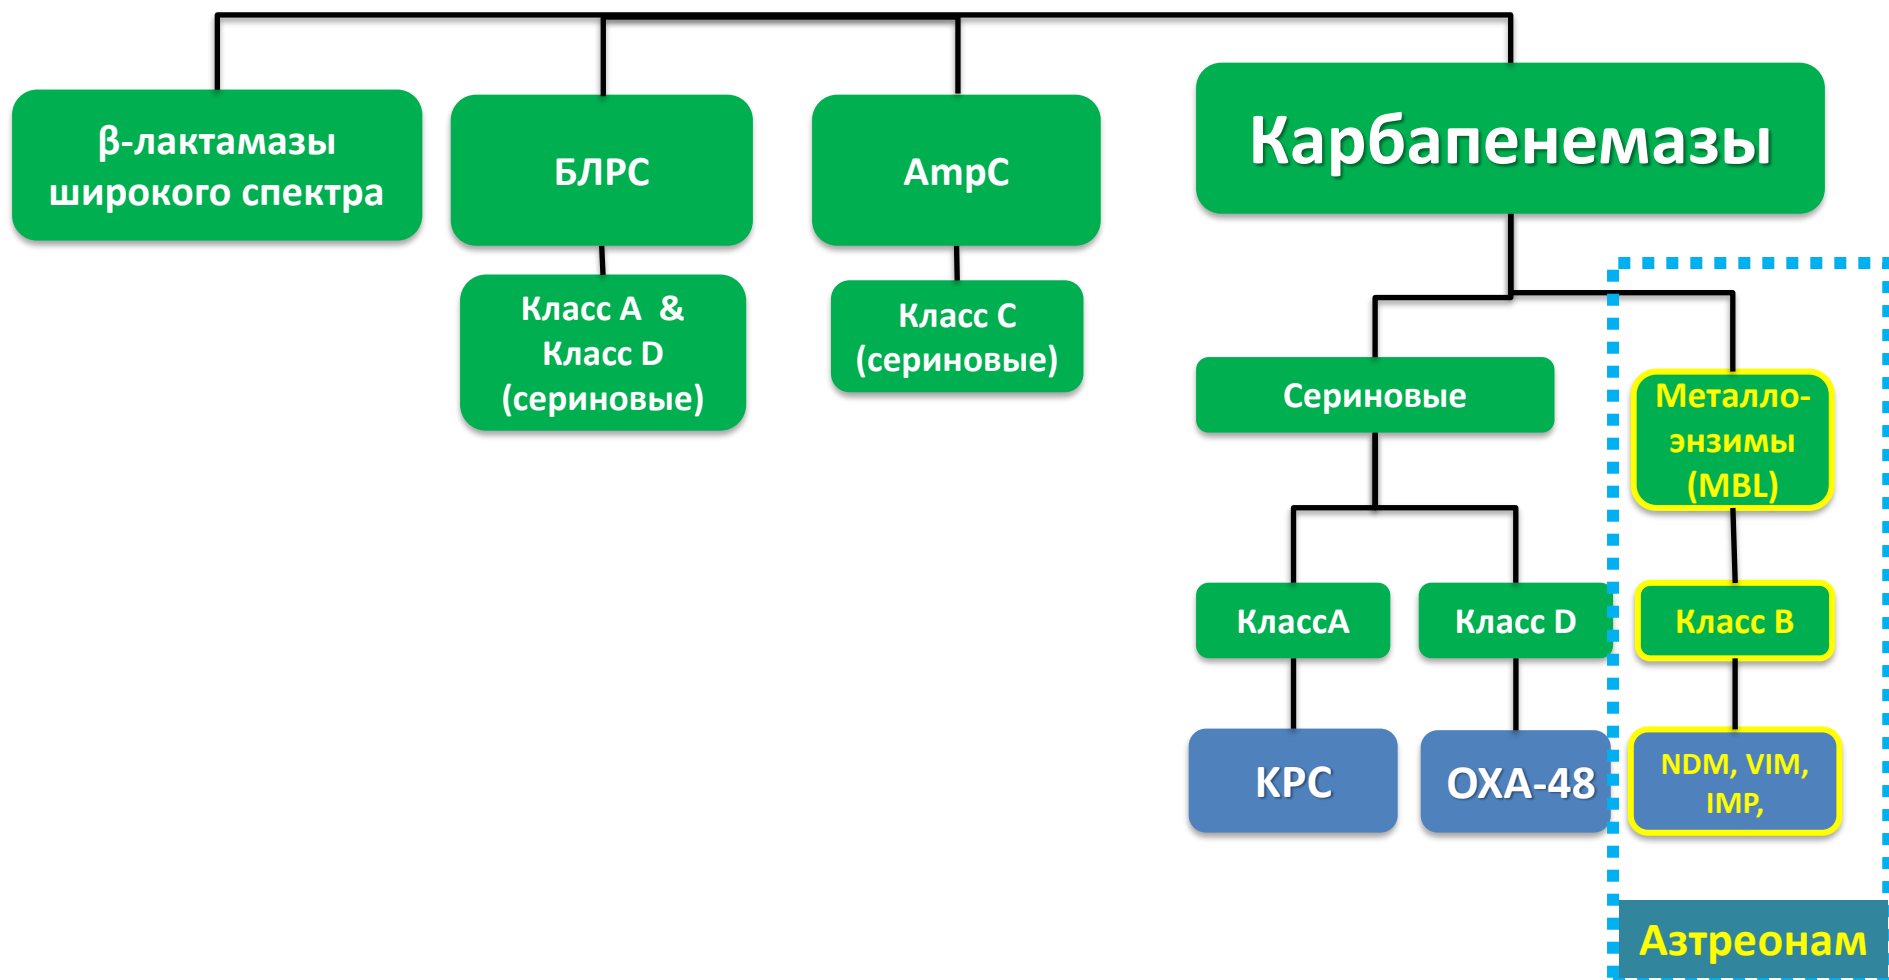 β-лактамазы
широкого спектра
БЛРС
AmpC
Карбапенемазы
Класс A &
Класс D
(сериновые)
Класс C
(сериновые)
Сериновые
Металло-
энзимы
(MBL)
КлассА
Класс D
Класс B
KPC
OXA-48
NDM, VIM,
IMP,
Азтреонам